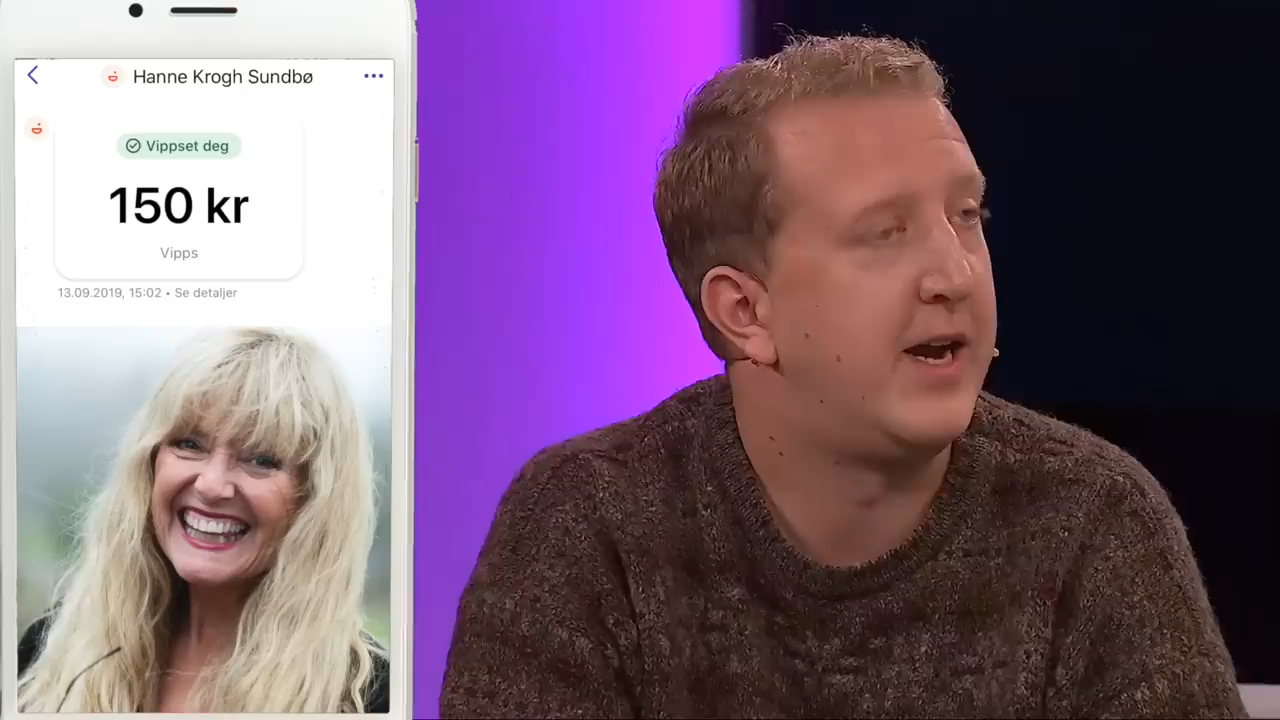 Hanne Krogh Sundbø
Vippset deg
150 kr
Vipps
13.09.2019, 15:02 • Se detaljer